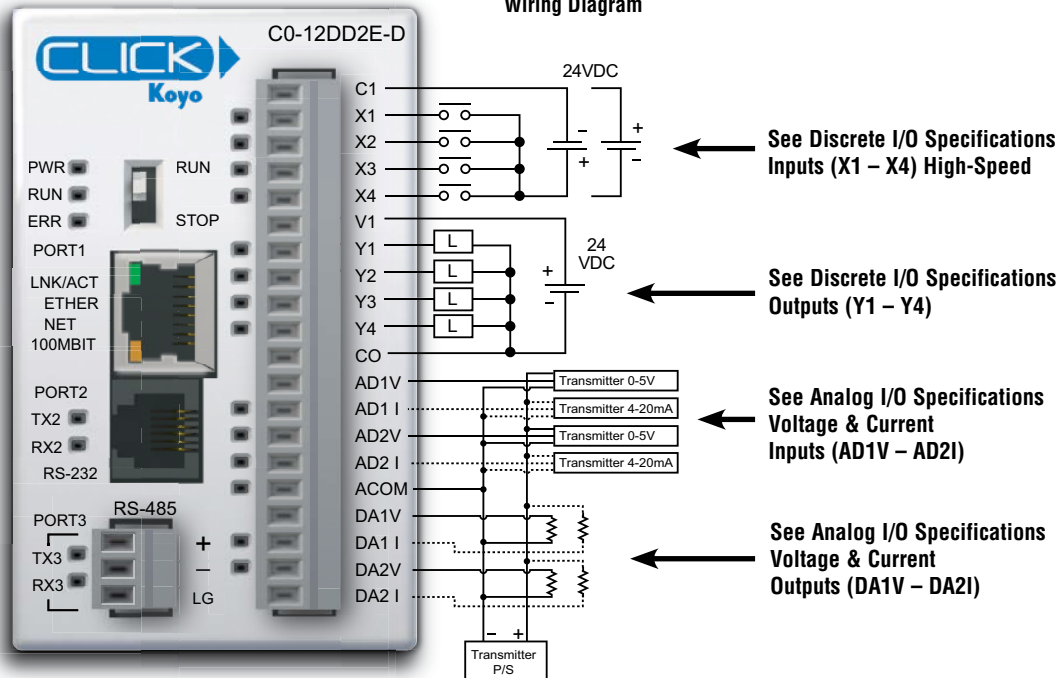 Wiring Diagram
C0-12DD2E-D
CLICK
Koyo
PWR
RUN
ERR
RUN
STOP
PORT1
LNK/ACT
ETHER
NET
100MBIT
PORT2
TX2
RX2
RS-232
PORT3
RS-485
TX3
RX3
+
–
LG
C1
X1
X2
X3
X4
V1
Y1
Y2
Y3
Y4
CO
AD1V
AD1 I
AD2V
AD2 I
ACOM
DA1V
DA1 I
DA2V
DA2 I
24VDC
-
+
+
-
L
L
L
L
24
VDC
+
-
Transmitter 0-5V
Transmitter 4-20mA
Transmitter 0-5V
Transmitter 4-20mA
- +
Transmitter
P/S
See Discrete I/O Specifications
Inputs (X1 – X4) High-Speed
See Discrete I/O Specifications
Outputs (Y1 – Y4)
See Analog I/O Specifications
Voltage & Current
Inputs (AD1V – AD2I)
See Analog I/O Specifications
Voltage & Current
Outputs (DA1V – DA2I)